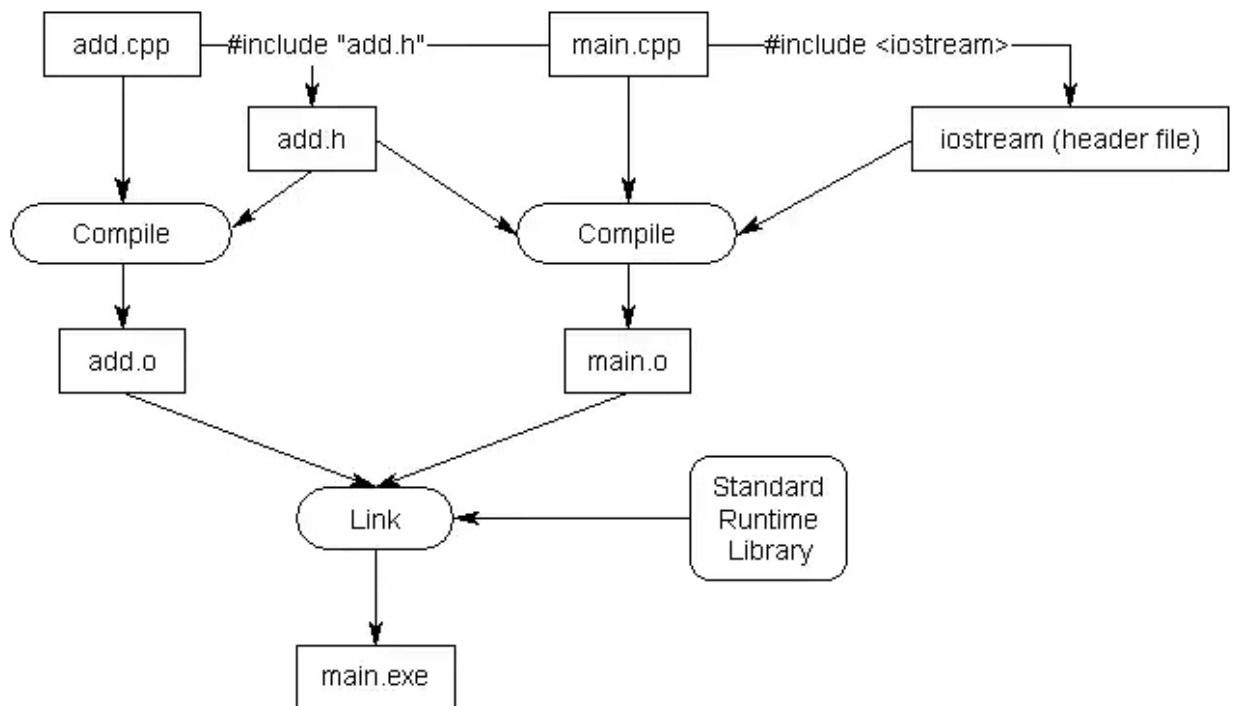 add.cpp
#include "add.h"
main.cpp
#include <iostream>
add.h
iostream (header file)
Compile
Compile
add.o
main.o
Standard
Runtime
Library
Link
main.exe